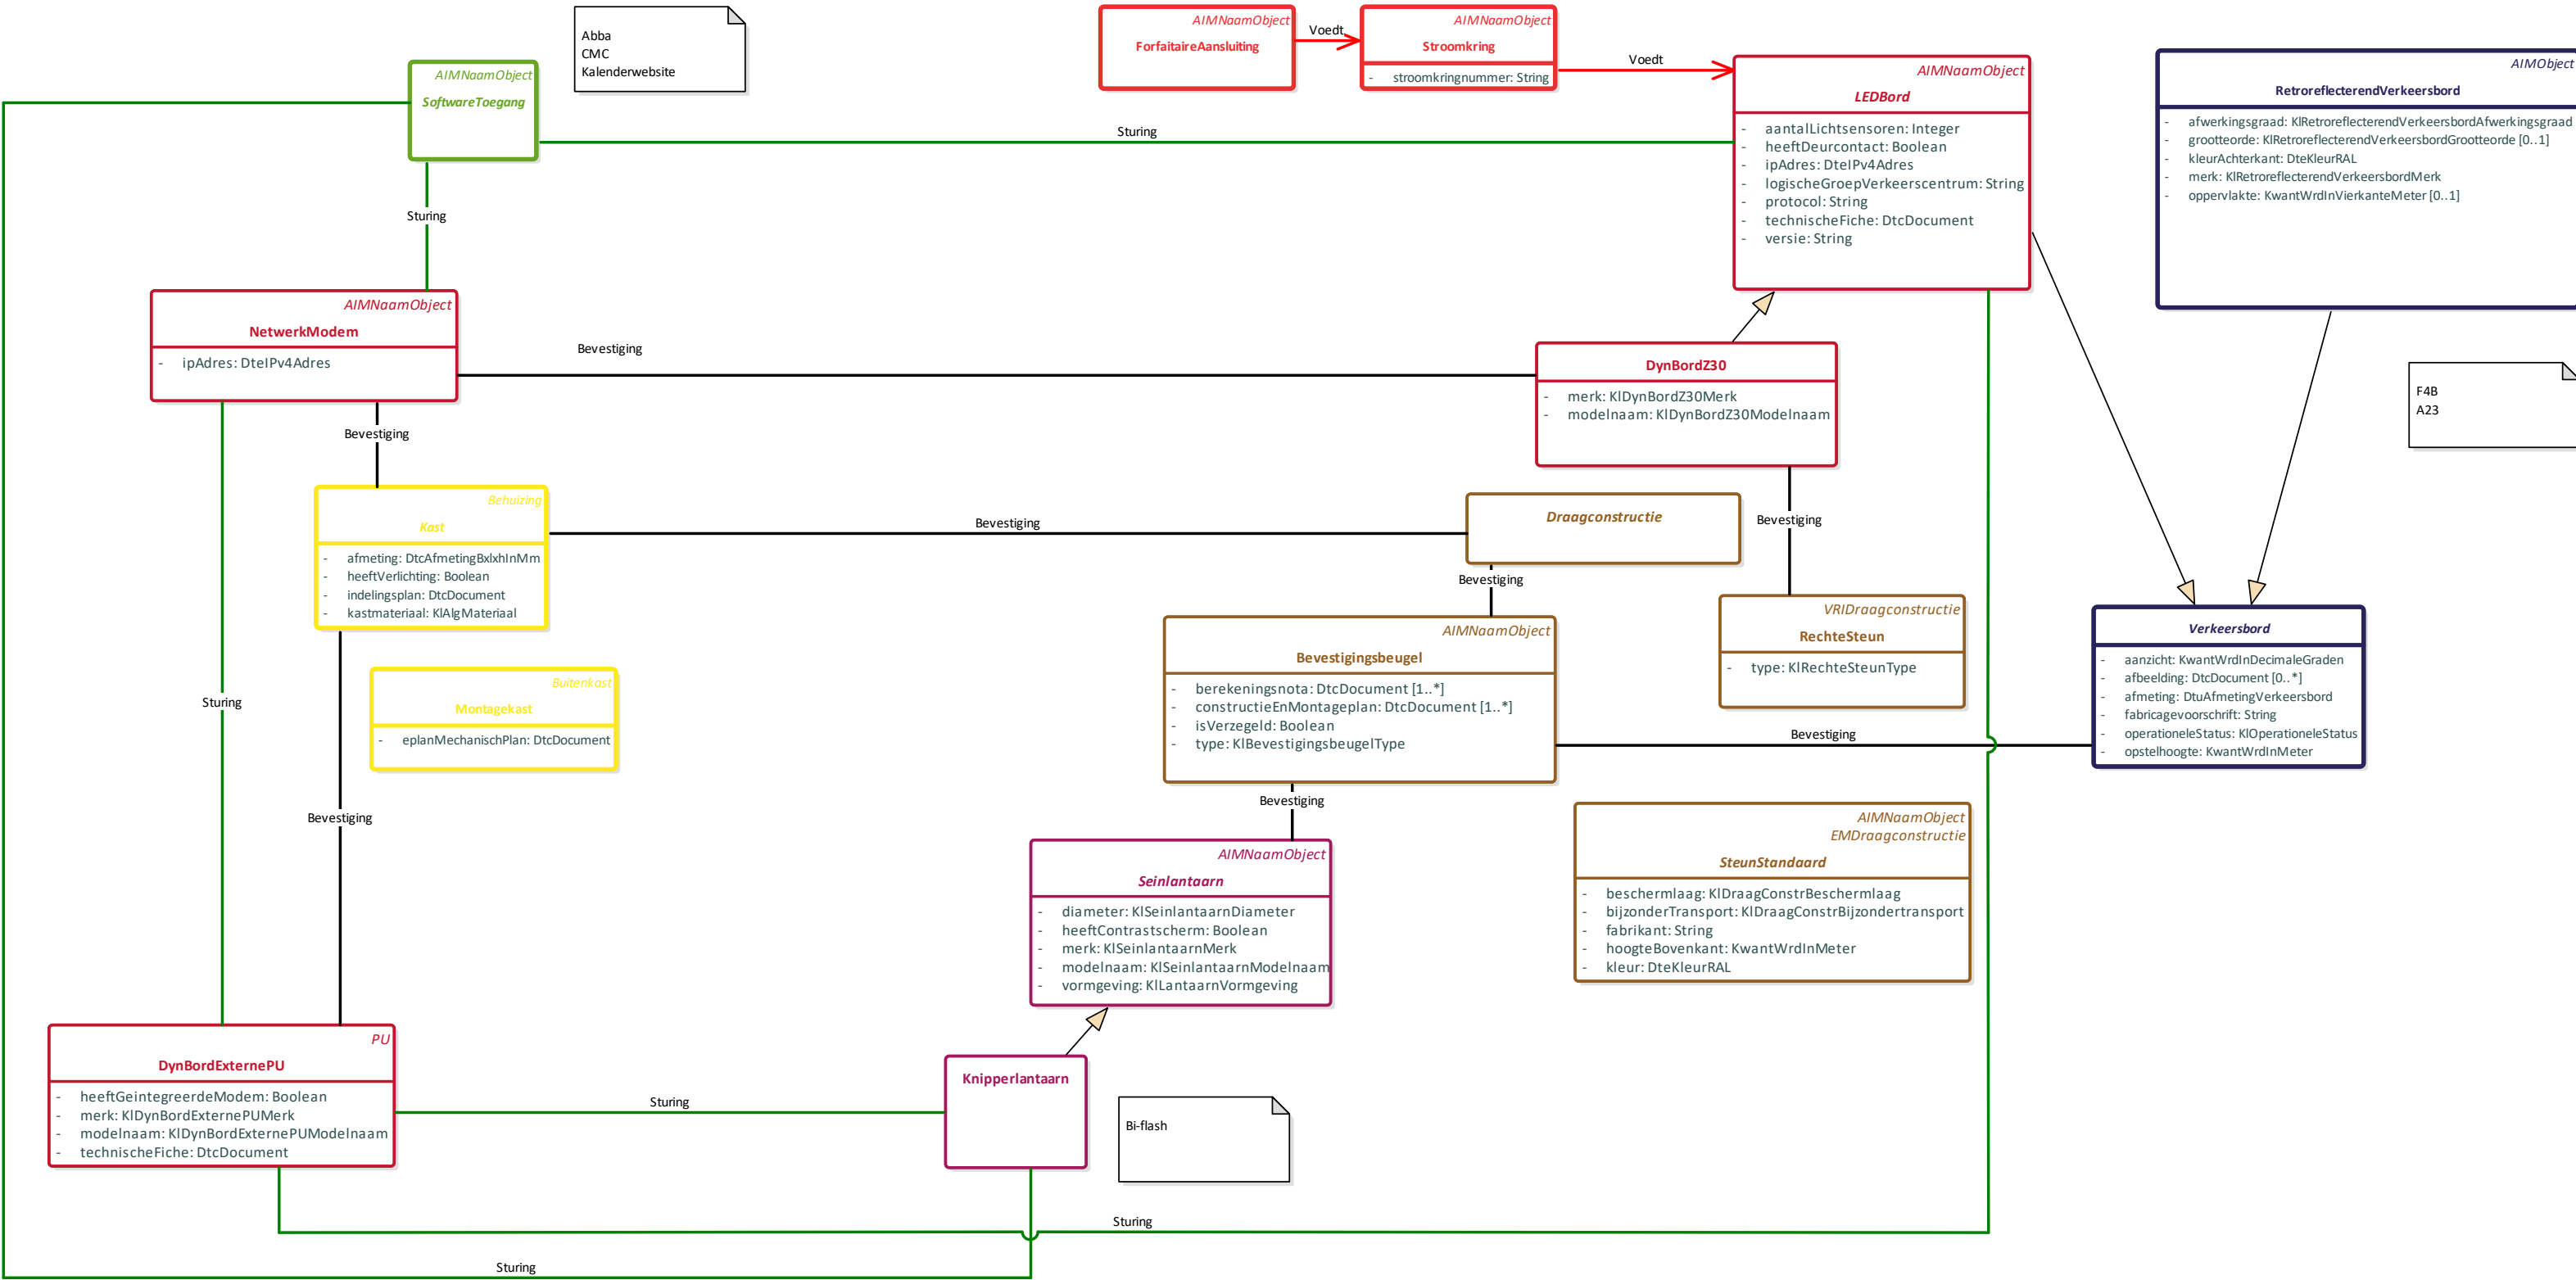 Abba
CMC
Kalenderwebsite
AIMNaamObject
ForfaitaireAansluiting
Voedt
AIMNaamObject
Stroomkring
- stroomkringnummer: String
Voedt
AIMNaamObject
SoftwareToegang
Sturing
Sturing
AIMNaamObject
LEDBord
- aantalLichtsensoren: Integer
- heeftDeurcontact: Boolean
- ipAdres: DteIPv4Adres
- logischeGroepVerkeerscentrum: String
- protocol: String
- technischeFiche: DtcDocument
- versie: String
AIMObject
RetroreflecterendVerkeersbord
- afwerkingsgraad: KlRetroreflecterendVerkeersbordAfwerkingsgraad
- grootteorde: KlRetroreflecterendVerkeersbordGrootteorde [0..1]
- kleurAchterkant: DteKleurRAL
- merk: KlRetroreflecterendVerkeersbordMerk
- oppervlakte: KwantWrdInVierkanteMeter [0..1]
AIMNaamObject
NetwerkModem
- ipAdres: DteIPv4Adres
Bevestiging
DynBordZ30
- merk: KlDynBordZ30Merk
- modelnaam: KlDynBordZ30Modelnaam
F4B
A23
Bevestiging
Behuizing
Kast
- afmeting: DtcAfmetingBxlxhInMm
- heeftVerlichting: Boolean
- indelingsplan: DtcDocument
- kastmateriaal: KlAlgMateriaal
Bevestiging
Draagconstructie
Bevestiging
Bevestiging
VRIDraagconstructie
RechteSteun
- type: KlRechteSteunType
AIMNaamObject
Bevestigingsbeugel
- berekeningsnota: DtcDocument [1..*]
- constructieEnMontageplan: DtcDocument [1..*]
- isVerzegeld: Boolean
- type: KlBevestigingsbeugelType
Verkeersbord
- aanzicht: KwantWrdInDecimaleGraden
- afbeelding: DtcDocument [0..*]
- afmeting: DtuAfmetingVerkeersbord
- fabricagevoorschrift: String
- operationeleStatus: KlOperationeleStatus
- opstelhoogte: KwantWrdInMeter
Bevestiging
Buitenkast
Montagekast
- eplanMechanischPlan: DtcDocument
Sturing
Bevestiging
Bevestiging
AIMNaamObject
Seinlantaarn
- diameter: KlSeinlantaarnDiameter
- heeftContrastscherm: Boolean
- merk: KlSeinlantaarnMerk
- modelnaam: KlSeinlantaarnModelnaam
- vormgeving: KlLantaarnVormgeving
AIMNaamObject
EMDraagconstructie
SteunStandaard
- beschermlaag: KlDraagConstrBeschermlaag
- bijzonderTransport: KlDraagConstrBijzondertransport
- fabrikant: String
- hoogteBovenkant: KwantWrdInMeter
- kleur: DteKleurRAL
PU
DynBordExternePU
- heeftGeintegreerdeModem: Boolean
- merk: KlDynBordExternePUMerk
- modelnaam: KlDynBordExternePUModelnaam
- technischeFiche: DtcDocument
Sturing
Knipperlantaarn
Bi-flash
Sturing
Sturing